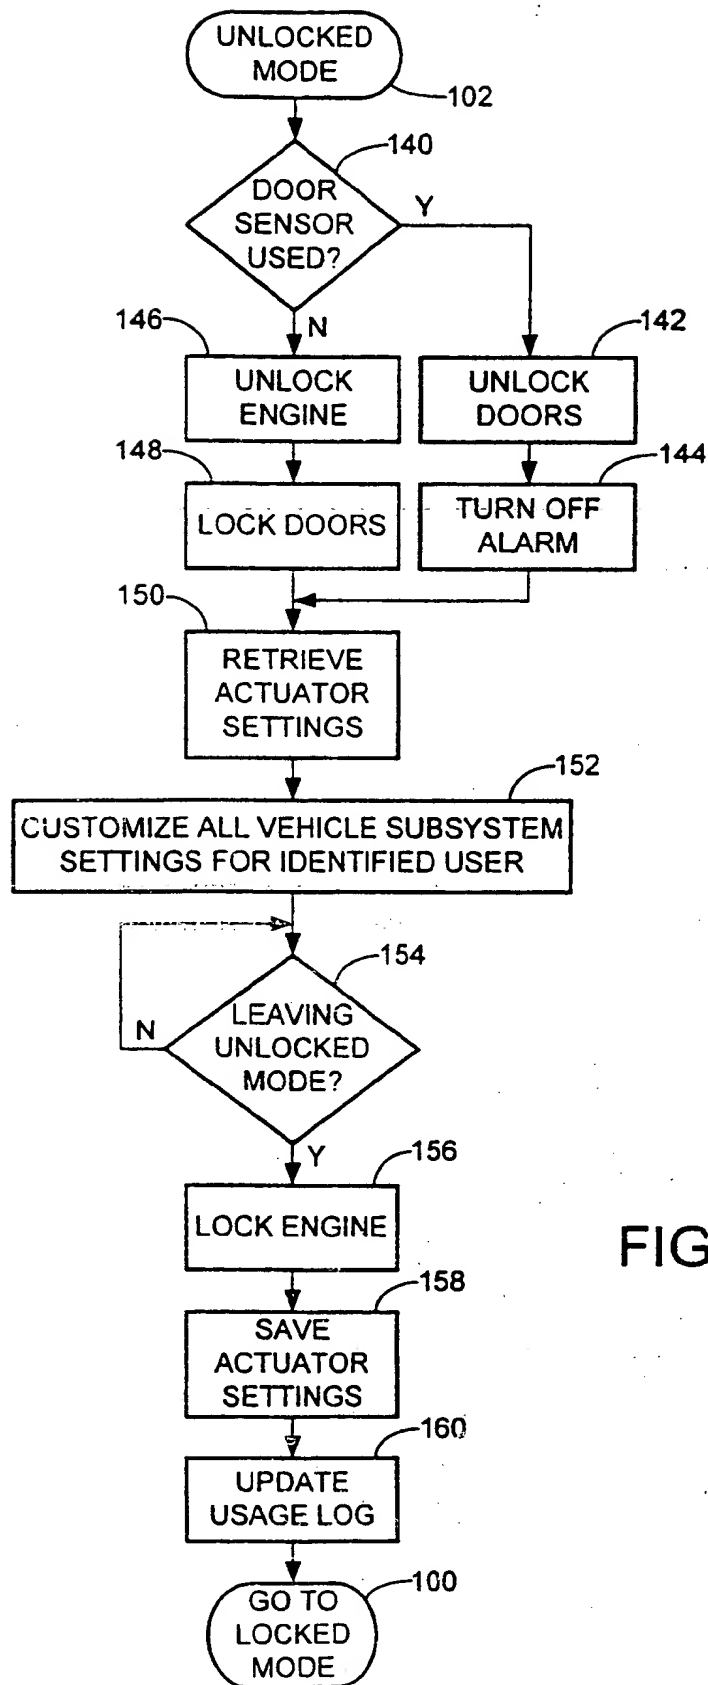 UNLOCKED
MODE
102
140
DOOR
SENSOR
USED?
Y
N
146
UNLOCK
ENGINE
142
UNLOCK
DOORS
148
LOCK DOORS
144
TURN OFF
ALARM
150
RETRIEVE
ACTUATOR
SETTINGS
152
CUSTOMIZE ALL VEHICLE SUBSYSTEM
SETTINGS FOR IDENTIFIED USER
154
LEAVING
UNLOCKED
MODE?
N
Y
156
LOCK ENGINE
FIG
158
SAVE
ACTUATOR
SETTINGS
160
UPDATE
USAGE LOG
100
GO TO
LOCKED
MODE